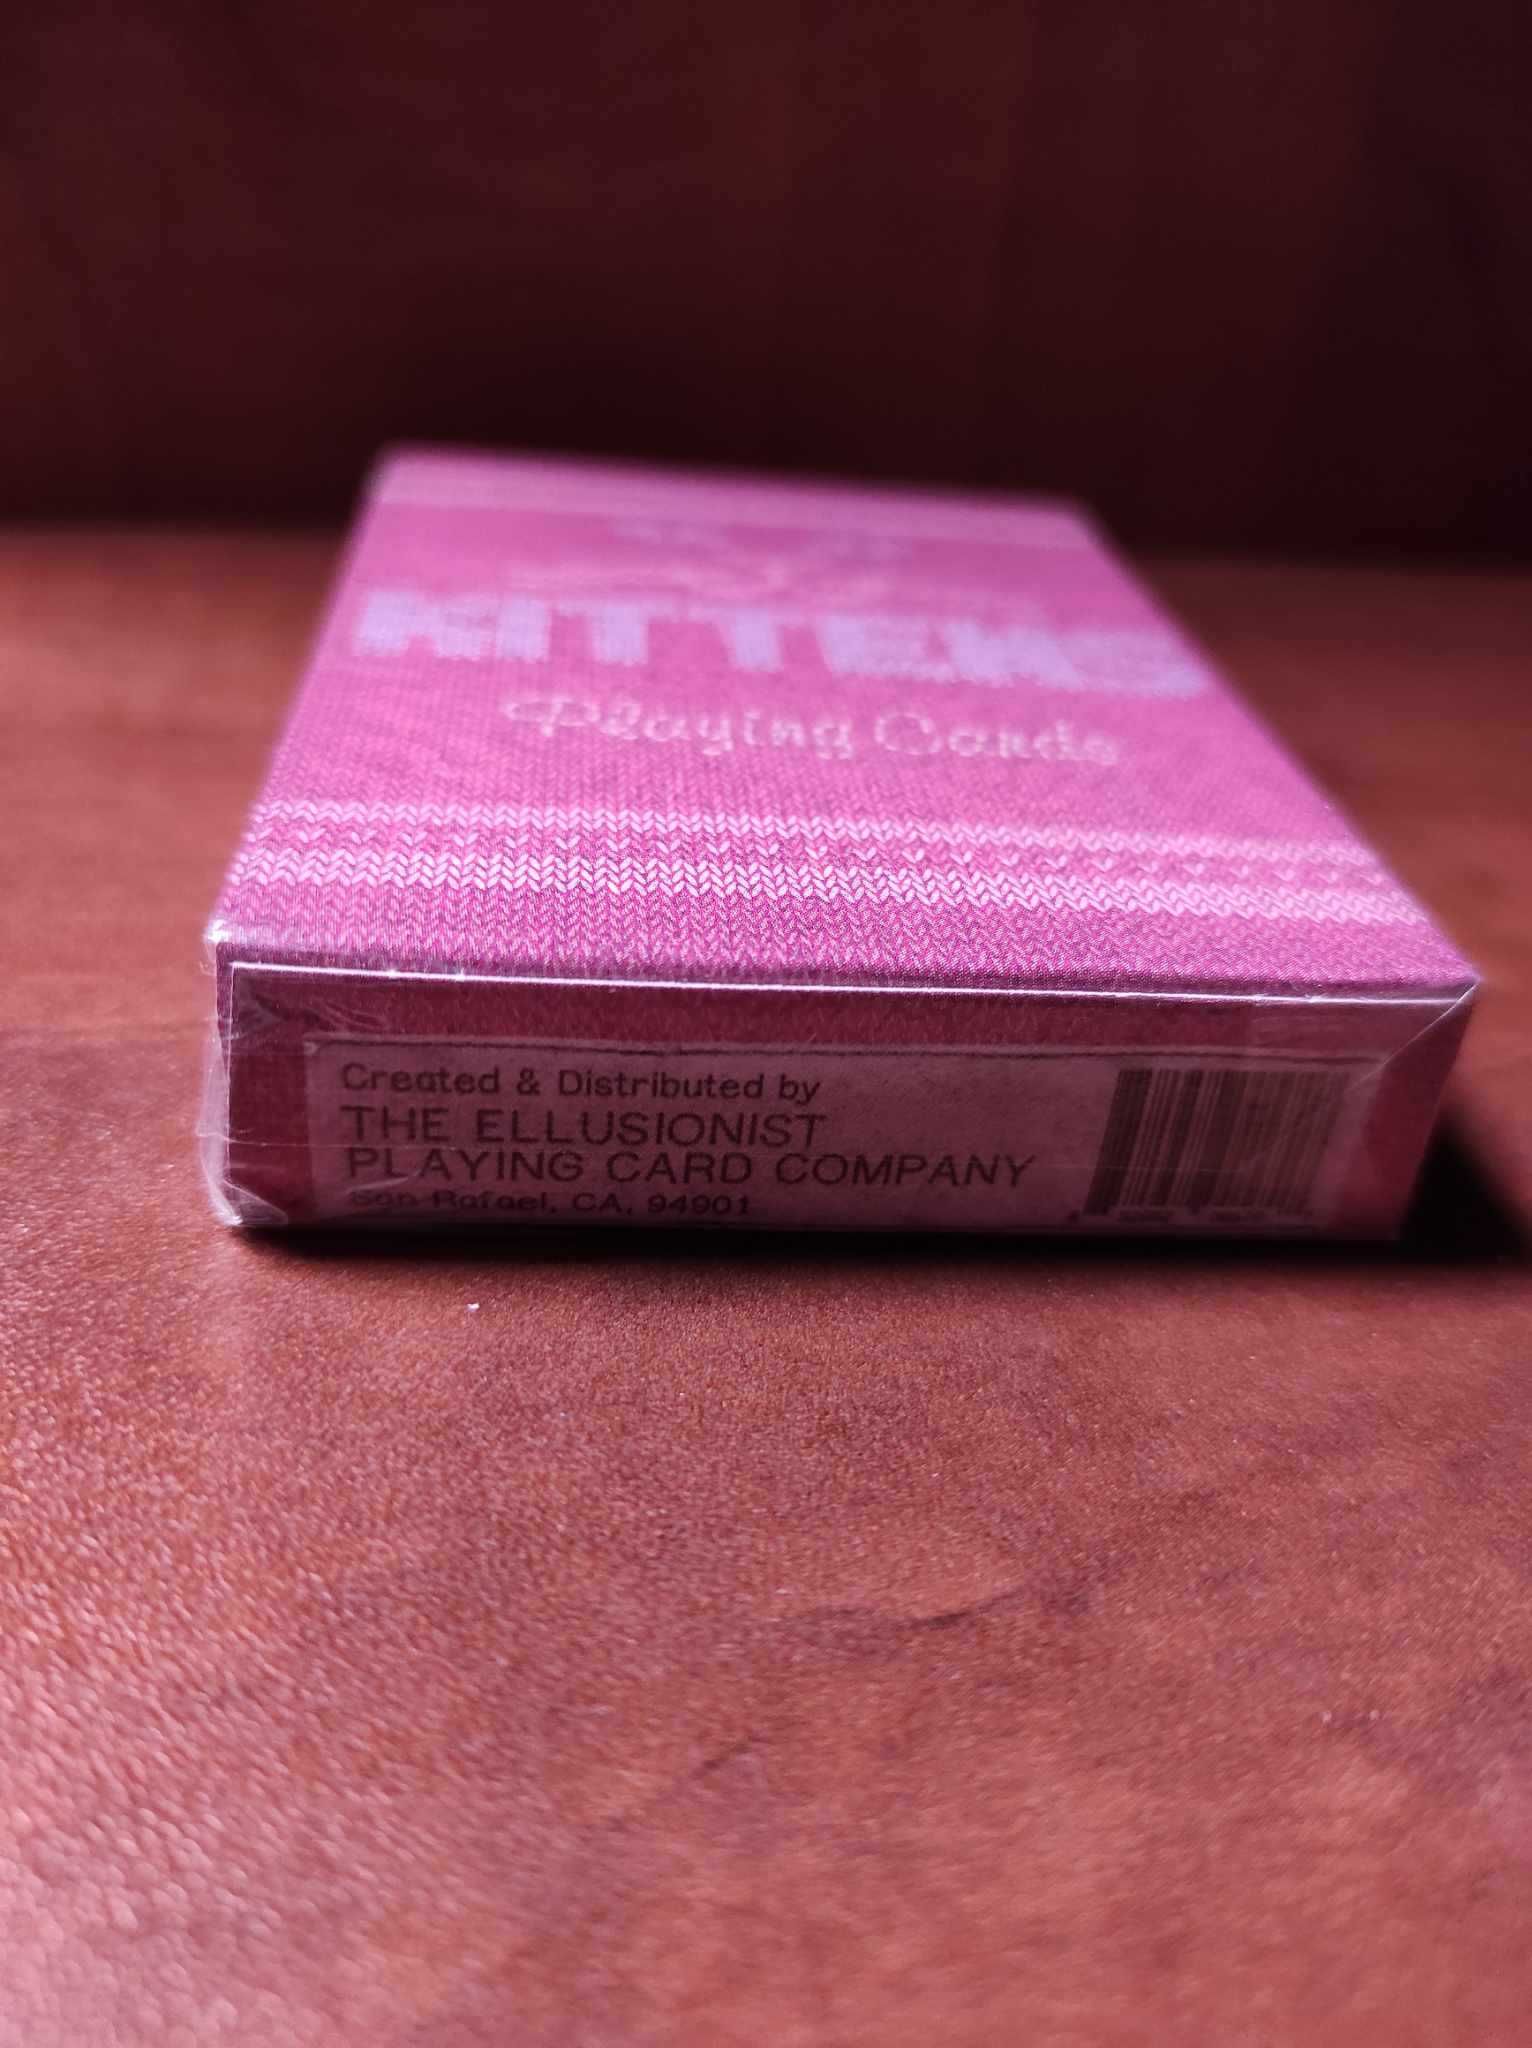 KITTENS
Playing Cards
Created & Distributed by
THE ELLUSIONIST
PLAYING CARD COMPANY
San Rafael, CA, 94901